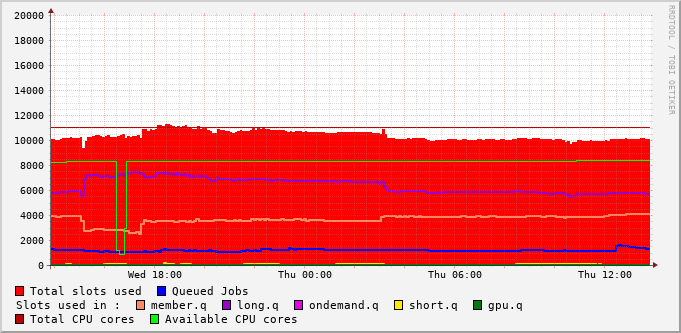 RRDTOOL / TOBI OETIKER
20000
18000
16000
14000
12000
10000
8000
6000
4000
2000
0
Wed 18:00 Thu 00:00 Thu 06:00 Thu 12:00
Total slots used Queued Jobs
Slots used in : member.q long.q ondemand.q short.q gpu.q
Total CPU cores Available CPU cores